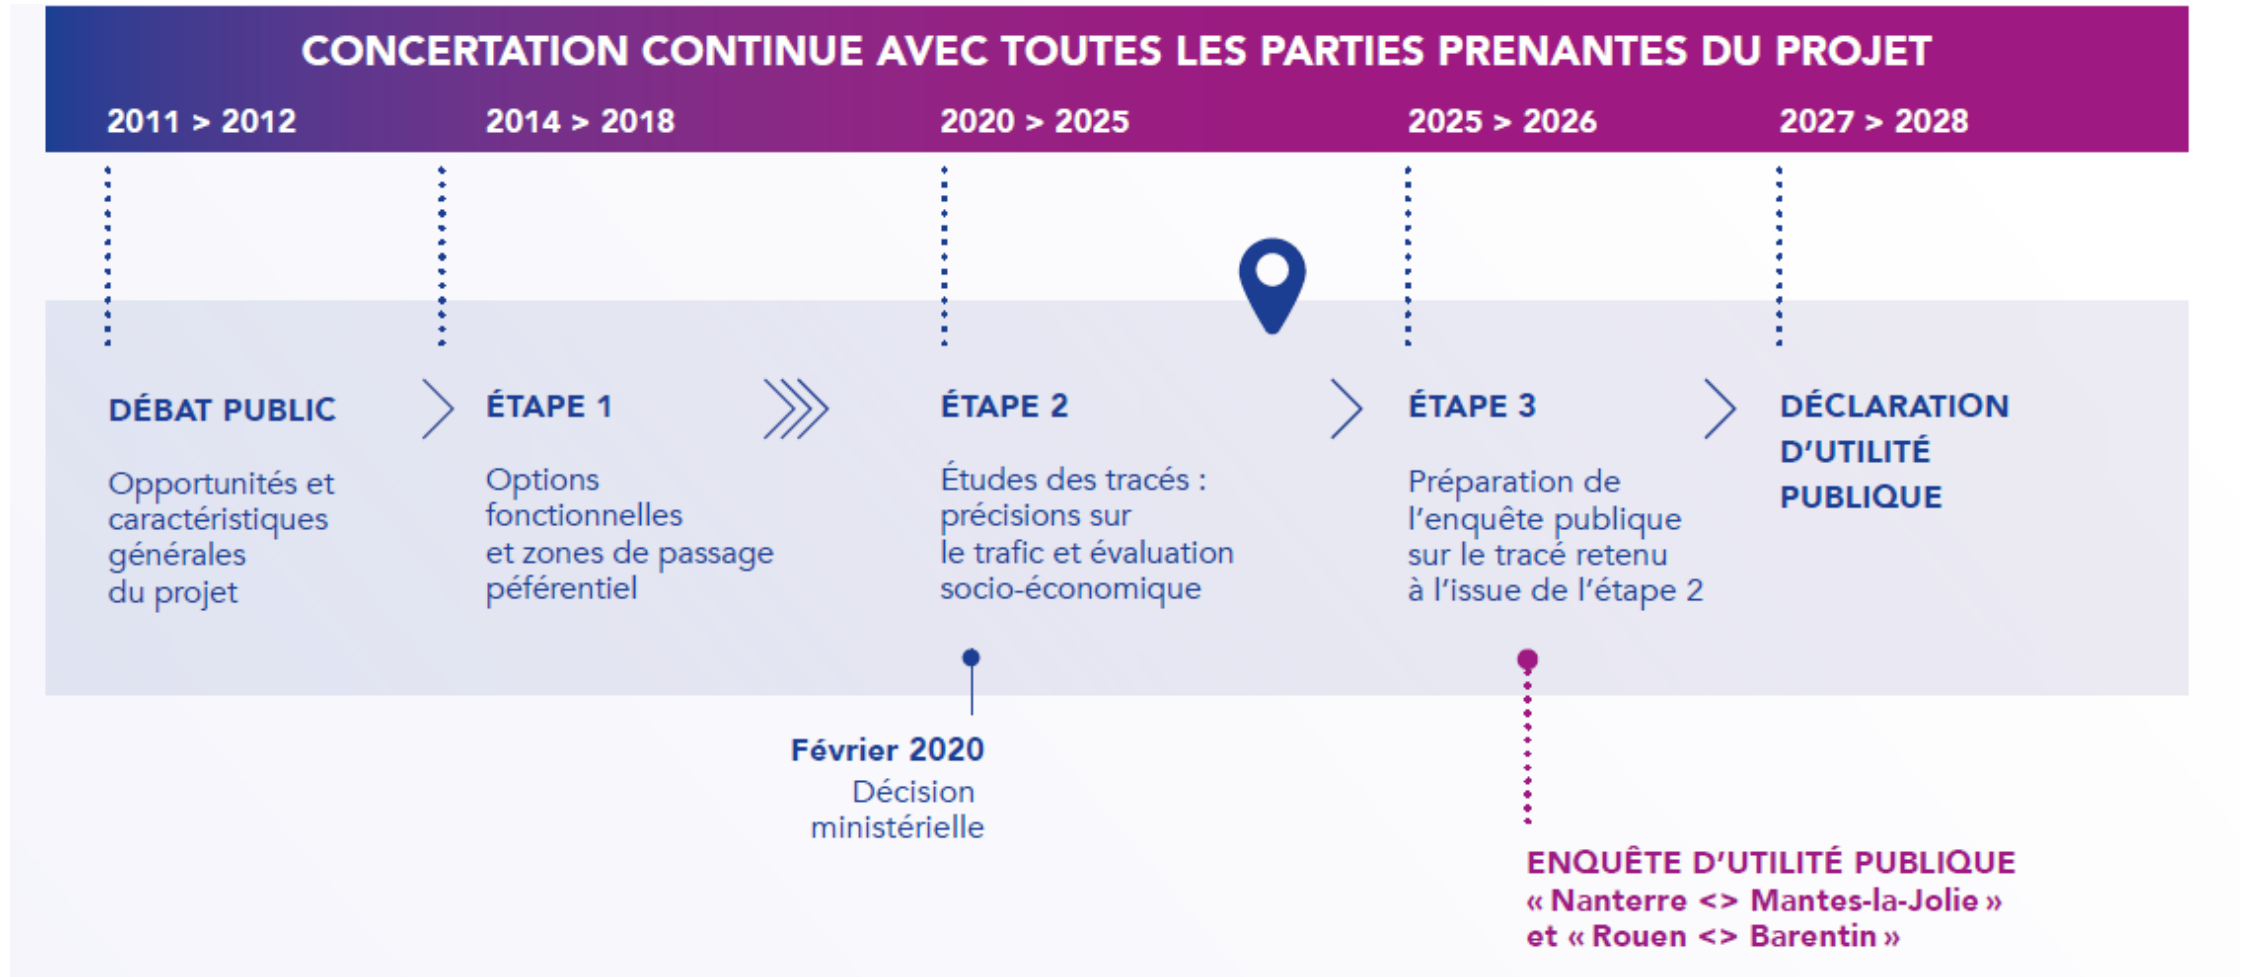 CONCERTATION CONTINUE AVEC TOUTES LES PARTIES PRENANTES DU PROJET
2011 > 2012
2014 > 2018
2020 > 2025
2025 > 2026
2027 > 2028
DÉBAT PUBLIC
Opportunités et
caractéristiques
générales
du projet
ÉTAPE 1
Options
fonctionnelles
et zones de passage
péférentiel
ÉTAPE 2
Études des tracés :
précisions sur
le trafic et évaluation
socio-économique
ÉTAPE 3
Préparation de
l'enquête publique
sur le tracé retenu
à l'issue de l'étape 2
DÉCLARATION
D'UTILITÉ
PUBLIQUE
Février 2020
Décision
ministérielle
ENQUÊTE D'UTILITÉ PUBLIQUE
« Nanterre <> Mantes-la-Jolie »
et « Rouen <> Barentin »